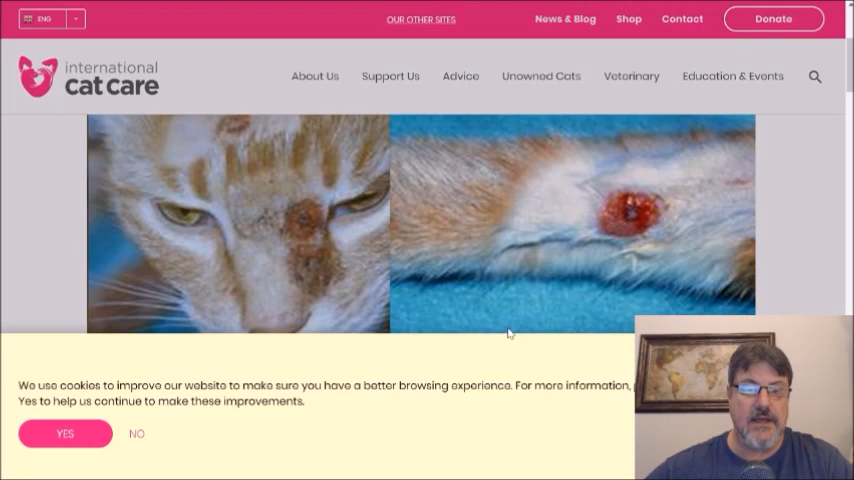 ENG
OUR OTHER SITES
News & Blog
Shop
Contact
Donate
international
cat care
About Us
Support Us
Advice
Unowned Cats
Veterinary
Education & Events
We use cookies to improve our website to make sure you have a better browsing experience. For more information,
Yes to help us continue to make these improvements.
YES
NO